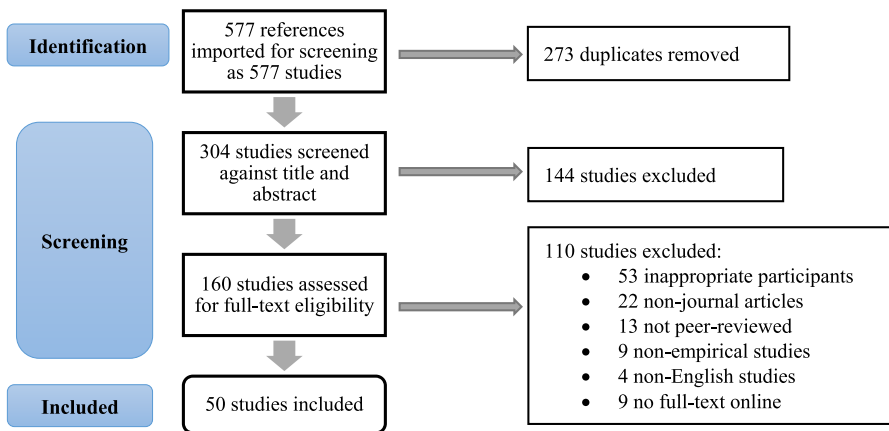 Identification
577 references
imported for screening
as 577 studies
273 duplicates removed
Screening
304 studies screened
against title and
abstract
144 studies excluded
160 studies assessed
for full-text eligibility
110 studies excluded:
• 53 inappropriate participants
• 22 non-journal articles
• 13 not peer-reviewed
• 9 non-empirical studies
• 4 non-English studies
• 9 no full-text online
Included
50 studies included